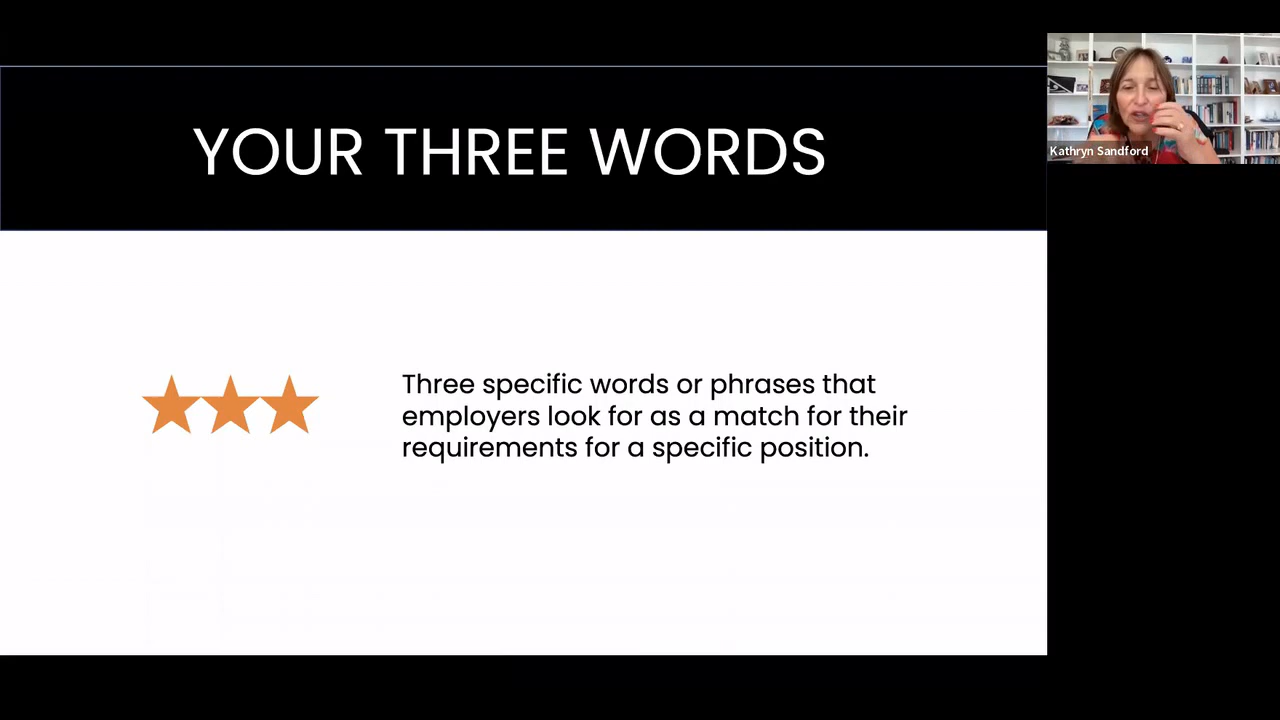 YOUR THREE WORDS
Kathryn Sandford
Three specific words or phrases that
employers look for as a match for their
requirements for a specific position.